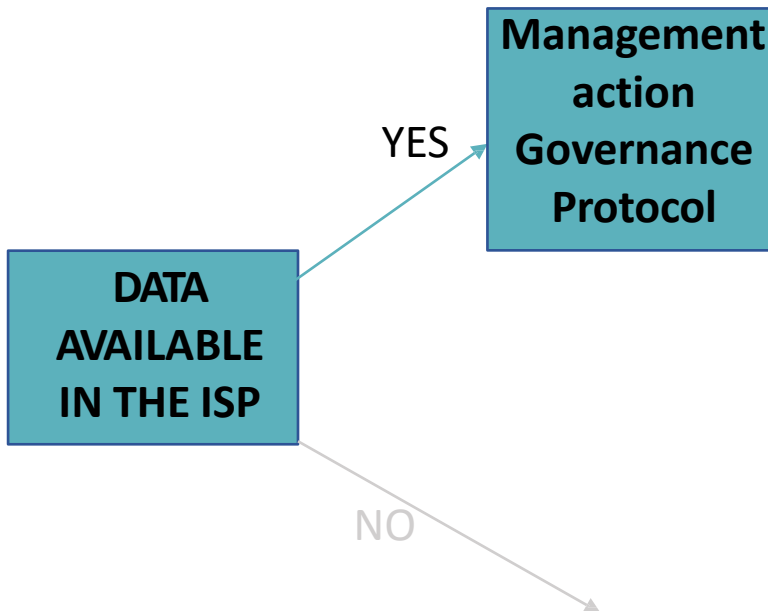 Management
action
Governance
Protocol
YES
DATA
AVAILABLE
IN THE ISP
NO